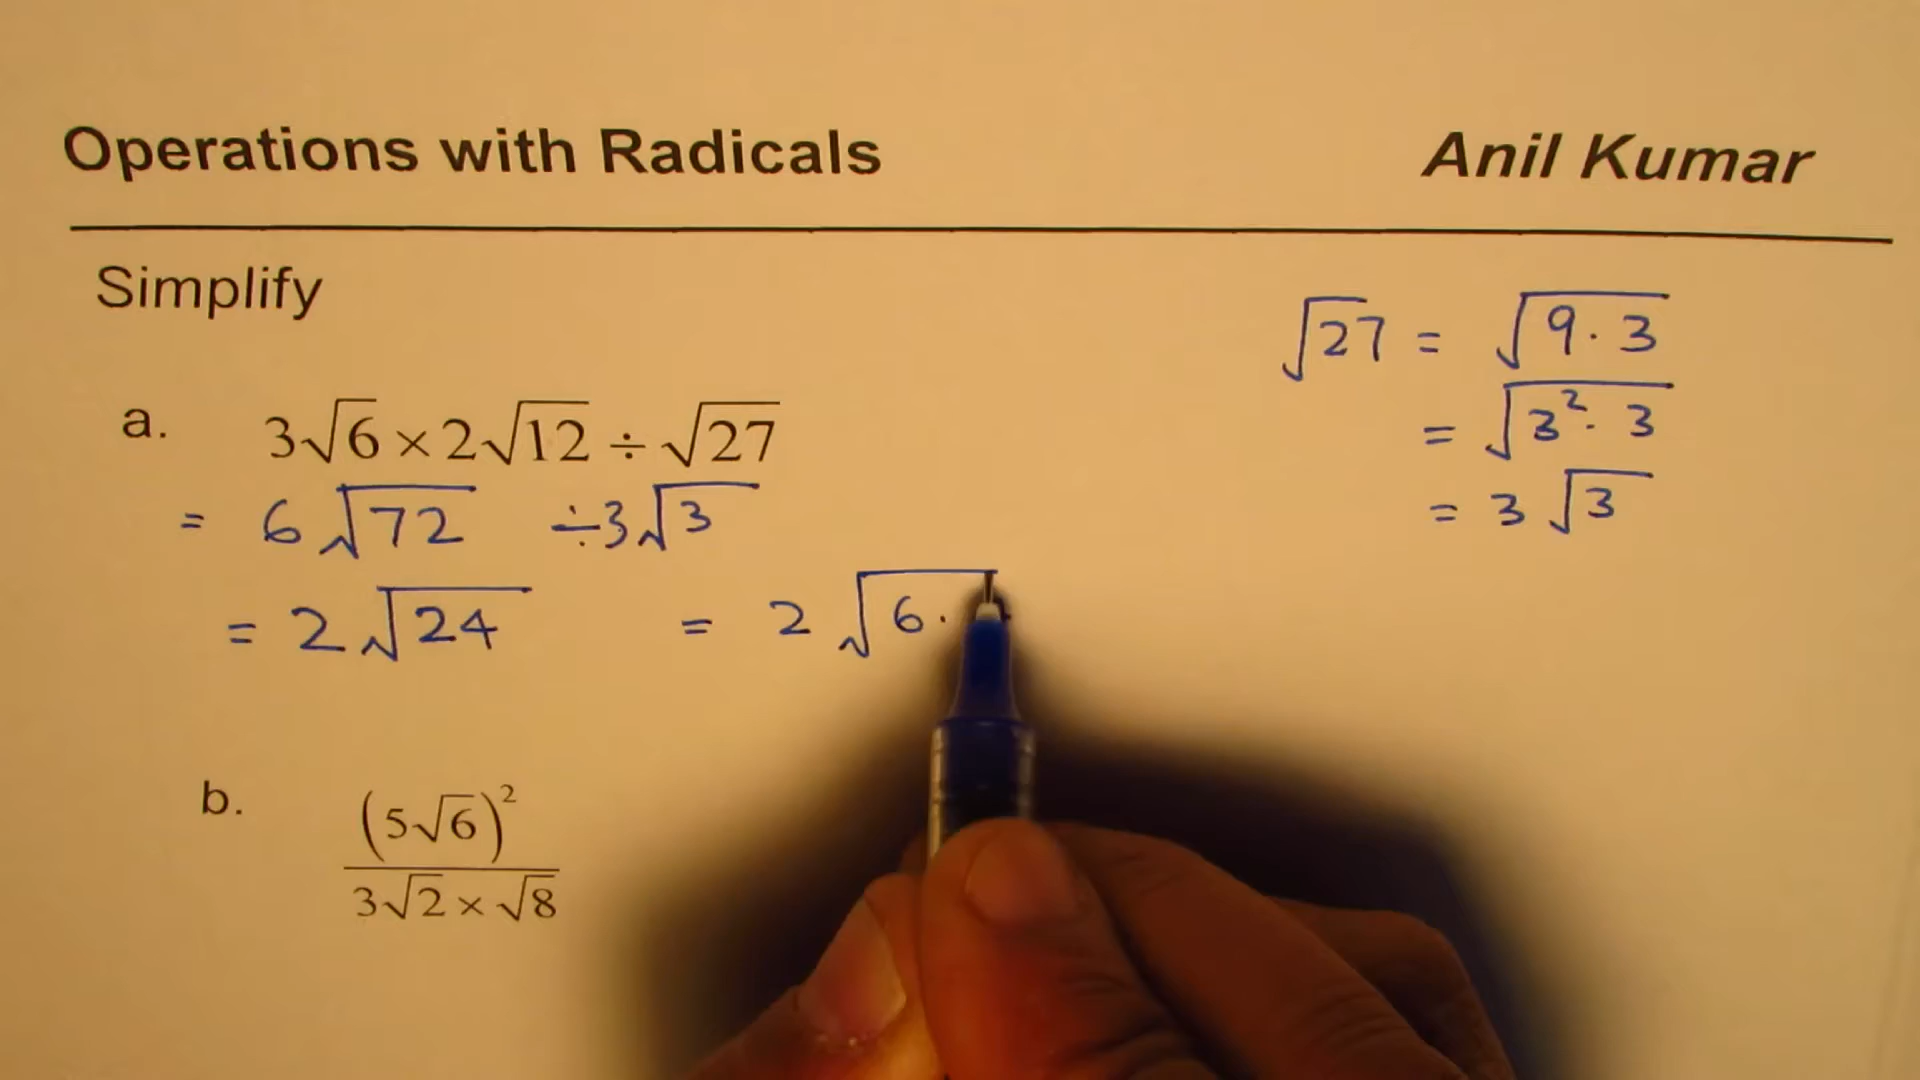 Operations with Radicals Anil Kumar
Simplify
a. 3√6 × 2√12 ÷ √27
= 6√72 ÷3√3
= 2√24 = 2√6.
b. (5√6)²
3√2 × √8
√27 = √9·3
= √3²·3
= 3√3